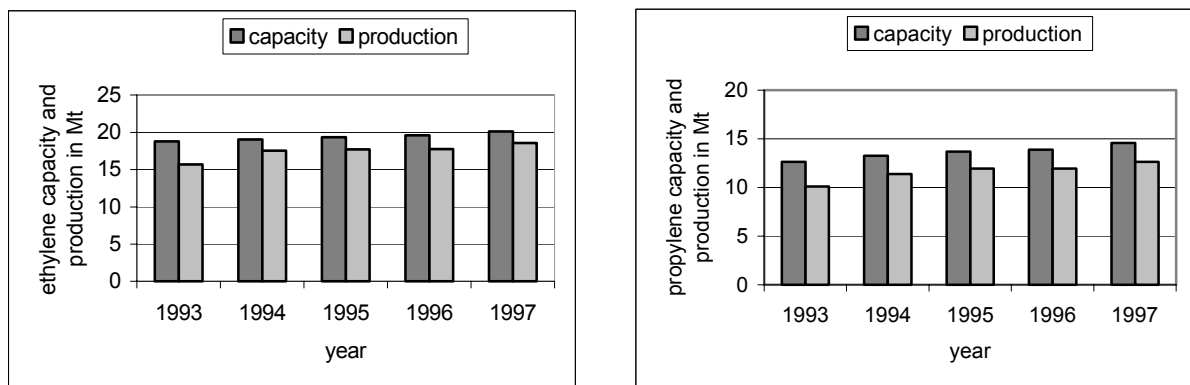 capacity production
ethylene capacity and
production in Mt
25
20
15
10
5
0
1993 1994 1995 1996 1997
year
capacity production
propylene capacity and
production in Mt
20
15
10
5
0
1993 1994 1995 1996 1997
year